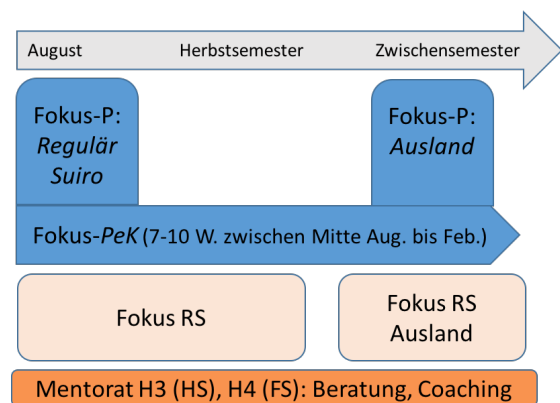 August Herbstsemester Zwischensemester
Fokus-P:
Regulär
Suiro
Fokus-P:
Ausland
Fokus-PeK (7-10 W. zwischen Mitte Aug. bis Feb.)
Fokus RS
Fokus RS
Ausland
Mentorat H3 (HS), H4 (FS): Beratung, Coaching